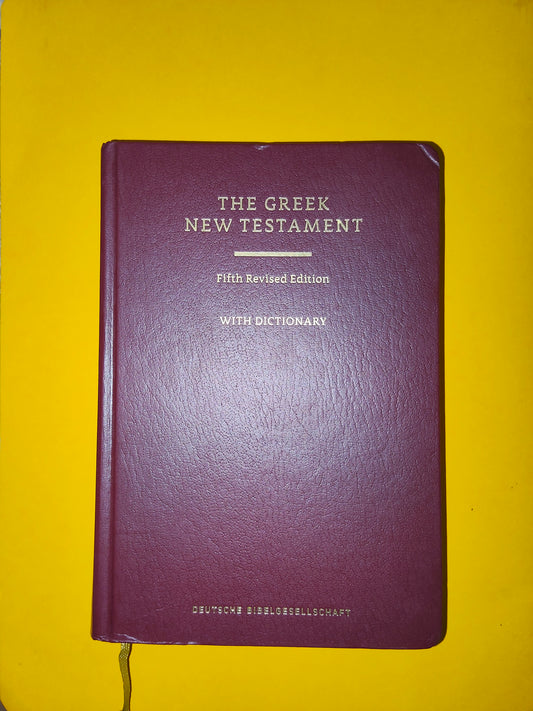 THE GREEK
NEW TESTAMENT
Fifth Revised Edition
WITH DICTIONARY
DEUTSCHE BIBELGESELLSCHAFT